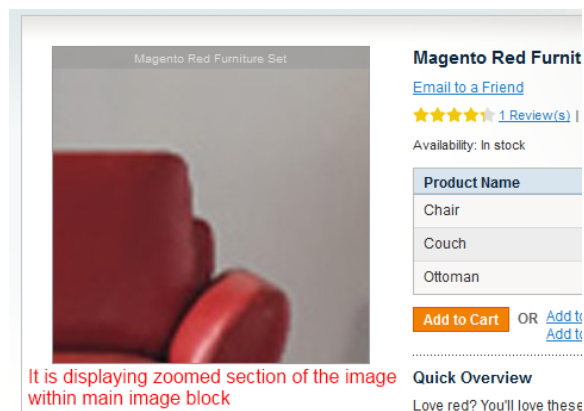 Magento Red Furniture Set
Magento Red Furnit
Email to a Friend
1 Review(s) |
Availability: In stock
Product Name
Chair
Couch
Ottoman
Add to Cart OR Add to
Add to
It is displaying zoomed section of the image
within main image block
Quick Overview
Love red? You'll love these